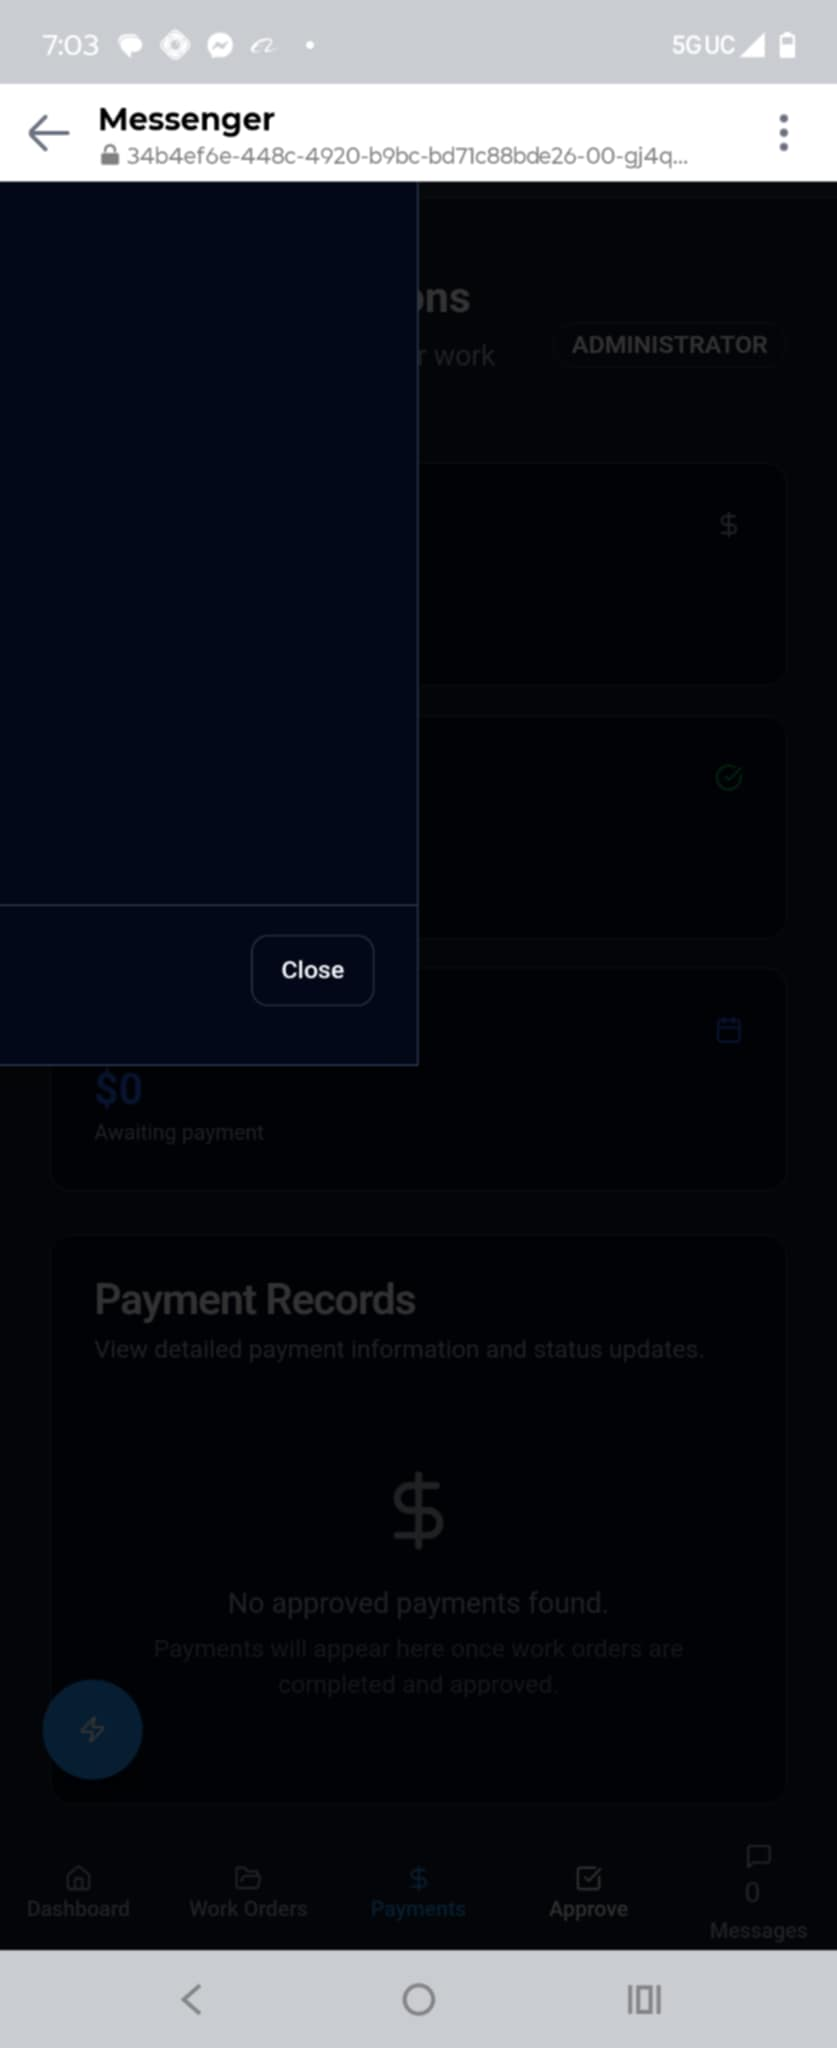 7:03
5G UC
Messenger
34b4ef6e-448c-4920-b9bc-bd71c88bde26-00-gj4q...
ons
r work
ADMINISTRATOR
$
Close
$0
Awaiting payment
Payment Records
View detailed payment information and status updates.
$
No approved payments found.
Payments will appear here once work orders are
completed and approved.
$
0
Dashboard
Work Orders
Payments
Approve
Messages